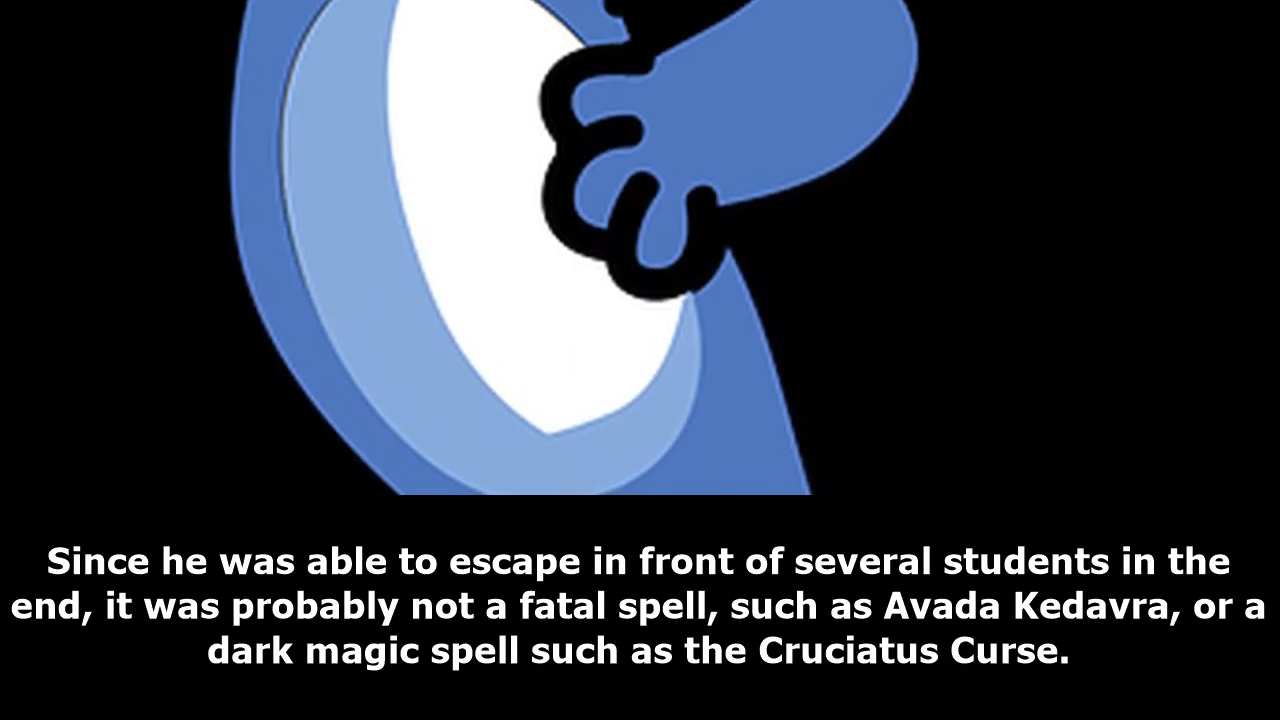 Since he was able to escape in front of several students in the
end, it was probably not a fatal spell, such as Avada Kedavra, or a
dark magic spell such as the Cruciatus Curse.